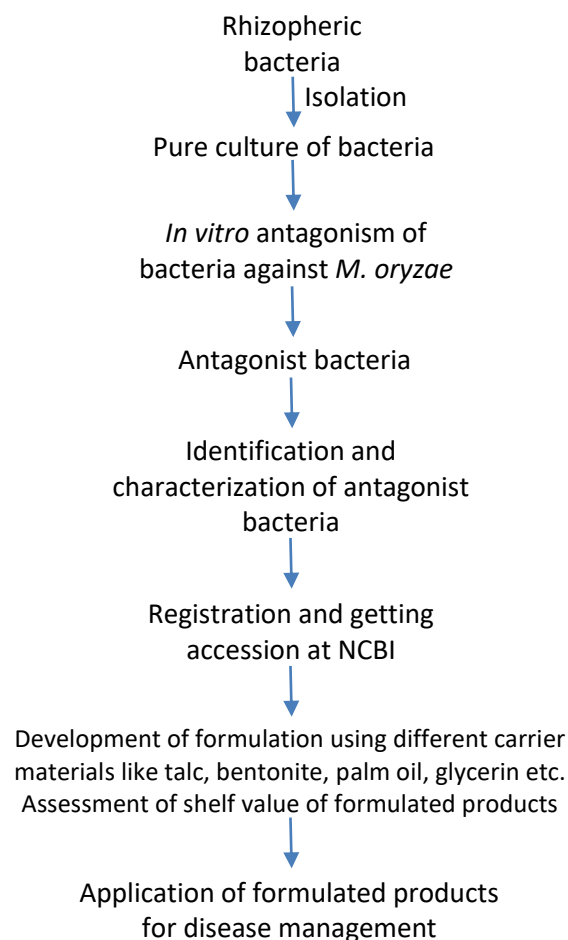 Rhizopheric
bacteria
Isolation
Pure culture of bacteria
In vitro antagonism of
bacteria against M. oryzae
Antagonist bacteria
Identification and
characterization of antagonist
bacteria
Registration and getting
accession at NCBI
Development of formulation using different carrier
materials like talc, bentonite, palm oil, glycerin etc.
Assessment of shelf value of formulated products
Application of formulated products
for disease management